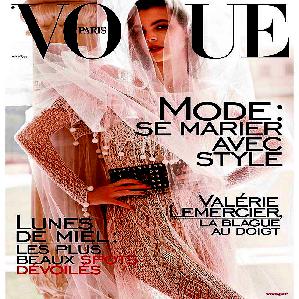 VOGUE
PARIS
MODE:
SE MARIER
AVEC
STYLE
VALÉRIE
LEMERCIER,
LA BLAGUE
AU DOIGT
LUNES
DE MIEL:
LES PLUS
BEAUX SPOTS
DÉVOILÉS